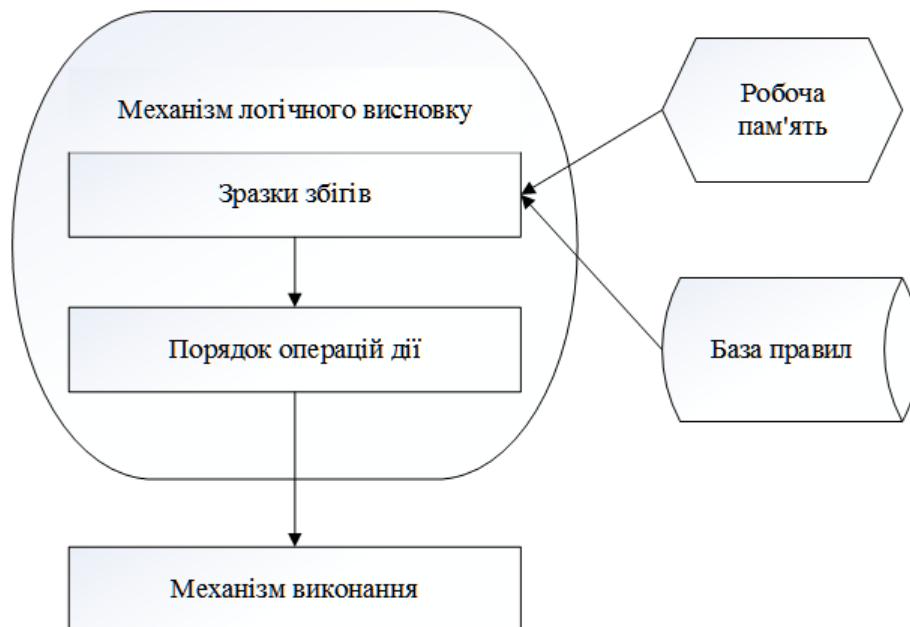 Механізм логічного висновку
Робоча
пам'ять
Зразки збігів
Порядок операцій дії
База правил
Механізм виконання